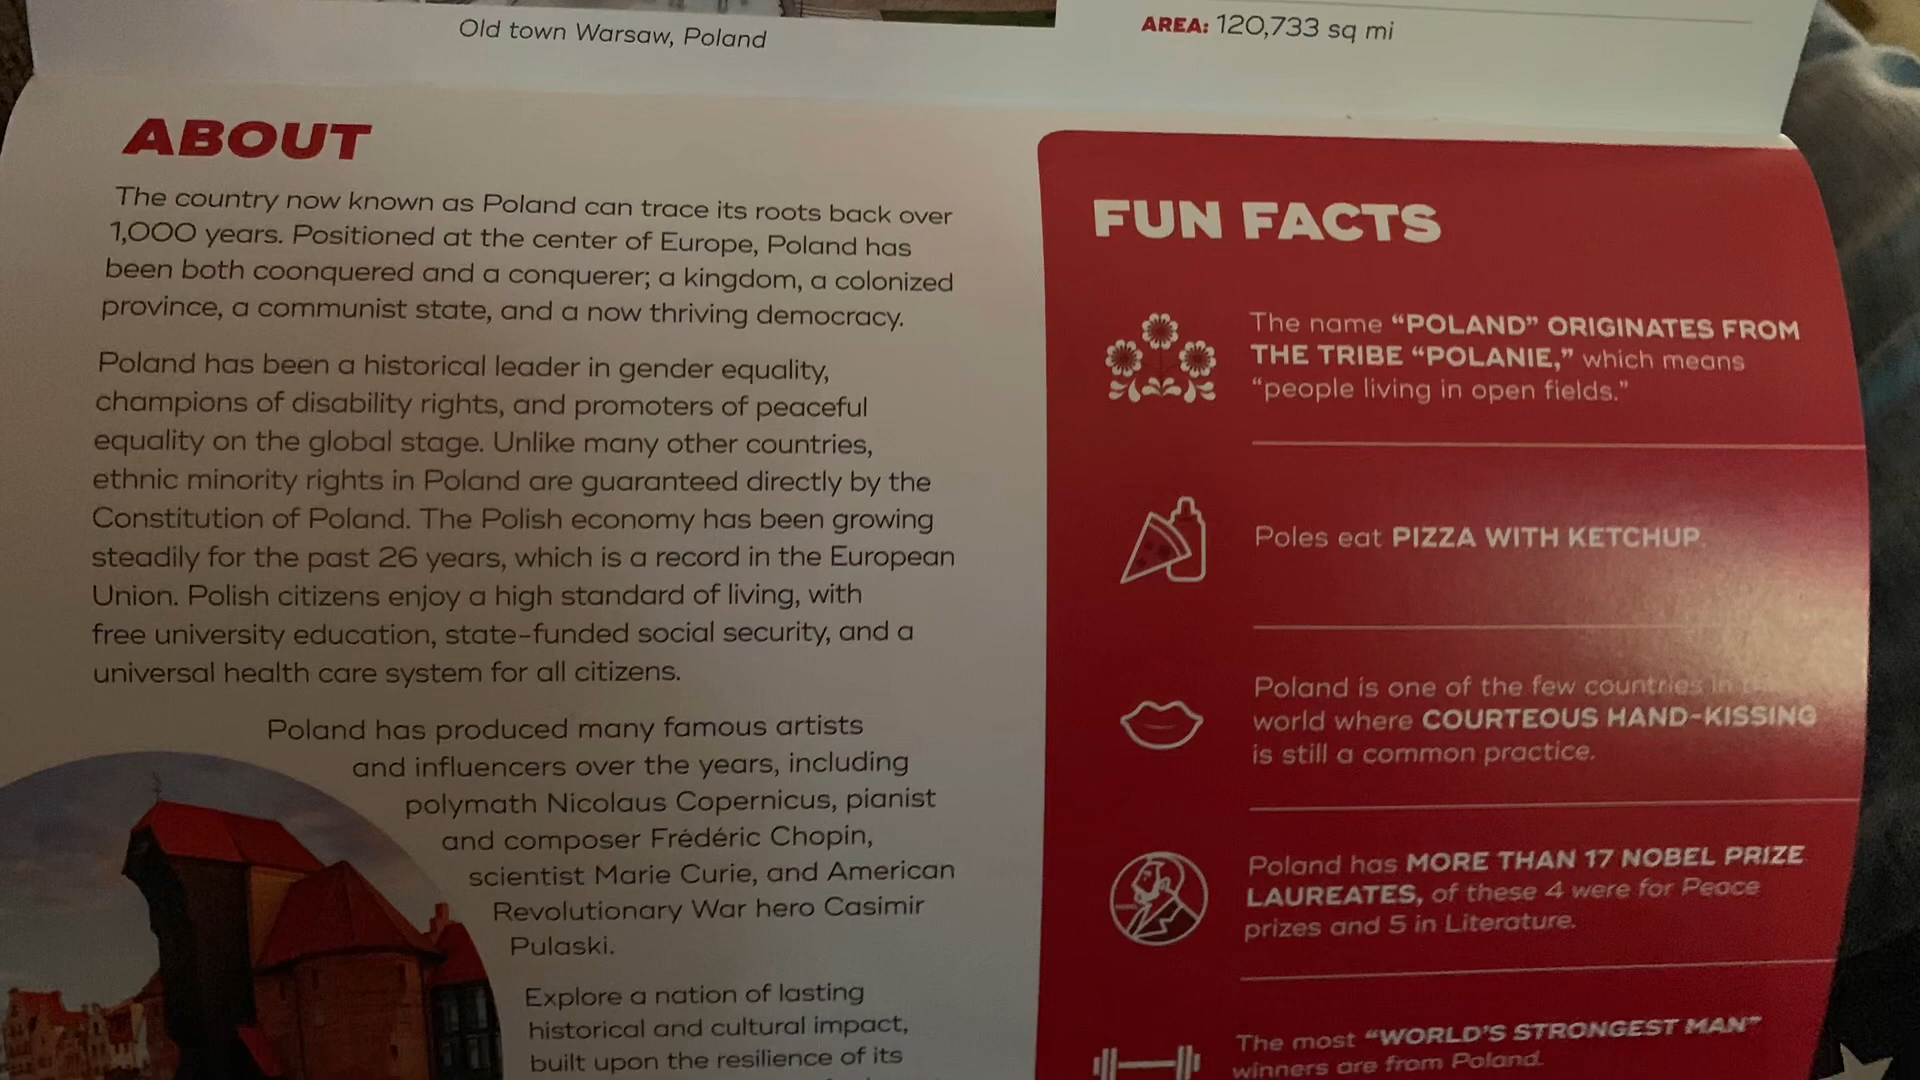 Old town Warsaw, Poland
AREA: 120,733 sq mi
ABOUT
The country now known as Poland can trace its roots back over
1,000 years. Positioned at the center of Europe, Poland has
been both coonquered and a conquerer; a kingdom, a colonized
province, a communist state, and a now thriving democracy.
Poland has been a historical leader in gender equality,
champions of disability rights, and promoters of peaceful
equality on the global stage. Unlike many other countries,
ethnic minority rights in Poland are guaranteed directly by the
Constitution of Poland. The Polish economy has been growing
steadily for the past 26 years, which is a record in the European
Union. Polish citizens enjoy a high standard of living, with
free university education, state-funded social security, and a
universal health care system for all citizens.
Poland has produced many famous artists
and influencers over the years, including
polymath Nicolaus Copernicus, pianist
and composer Frédéric Chopin,
scientist Marie Curie, and American
Revolutionary War hero Casimir
Pulaski.
Explore a nation of lasting
historical and cultural impact,
built upon the resilience of its
FUN FACTS
The name “POLAND” ORIGINATES FROM
THE TRIBE “POLANIE,” which means
“people living in open fields.”
Poles eat PIZZA WITH KETCHUP.
Poland is one of the few countries in
world where COURTEOUS HAND-KISSING
is still a common practice.
Poland has MORE THAN 17 NOBEL PRIZE
LAUREATES, of these 4 were for Peace
prizes and 5 in Literature.
The most “WORLD'S STRONGEST MAN”
winners are from Poland.